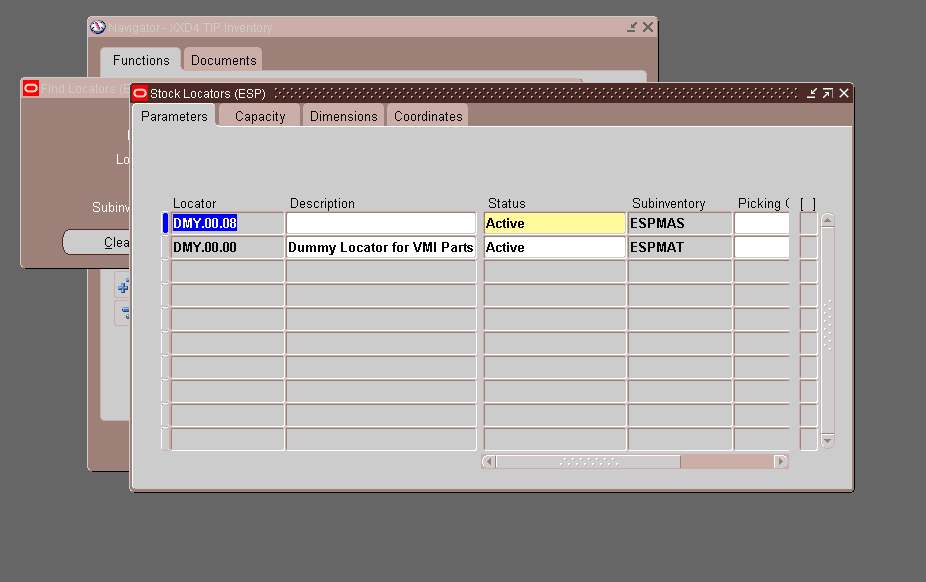 Navigator - XXD4 TIP Inventory
Functions Documents
Find Locators (E
Stock Locators (ESP)
Parameters Capacity Dimensions Coordinates
Lo
Subinv
Clea
Locator Description Status Subinventory Picking [ ]
DMY.00.08 Active ESPMAS
DMY.00.00 Dummy Locator for VMI Parts Active ESPMAT